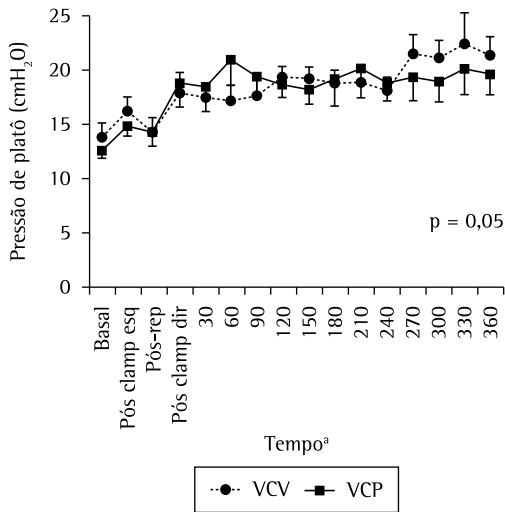 Pressão de platô (cmH2O)
25
20
15
10
5
0
p = 0,05
Basal
Pós clamp esq
Pós-rep
Pós clamp dir
30
60
90
120
150
180
210
240
270
300
330
360
Tempoª
VCV VCP